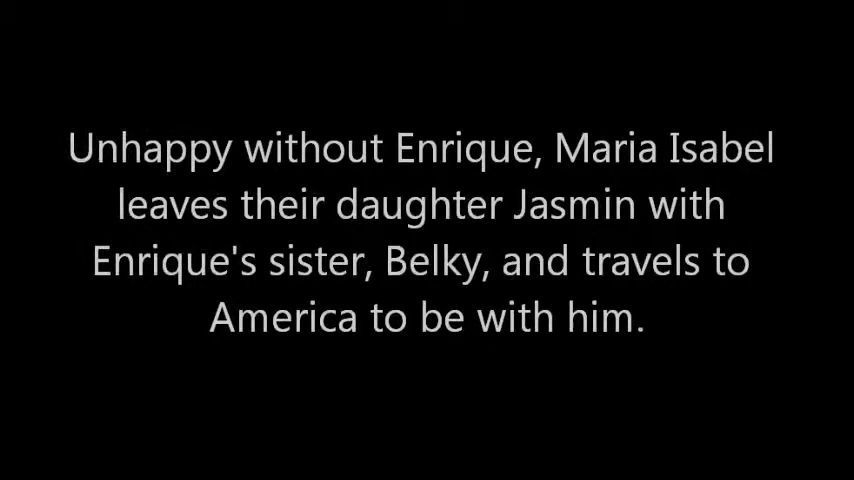 Unhappy without Enrique, Maria Isabel
leaves their daughter Jasmin with
Enrique's sister, Belky, and travels to
America to be with him.